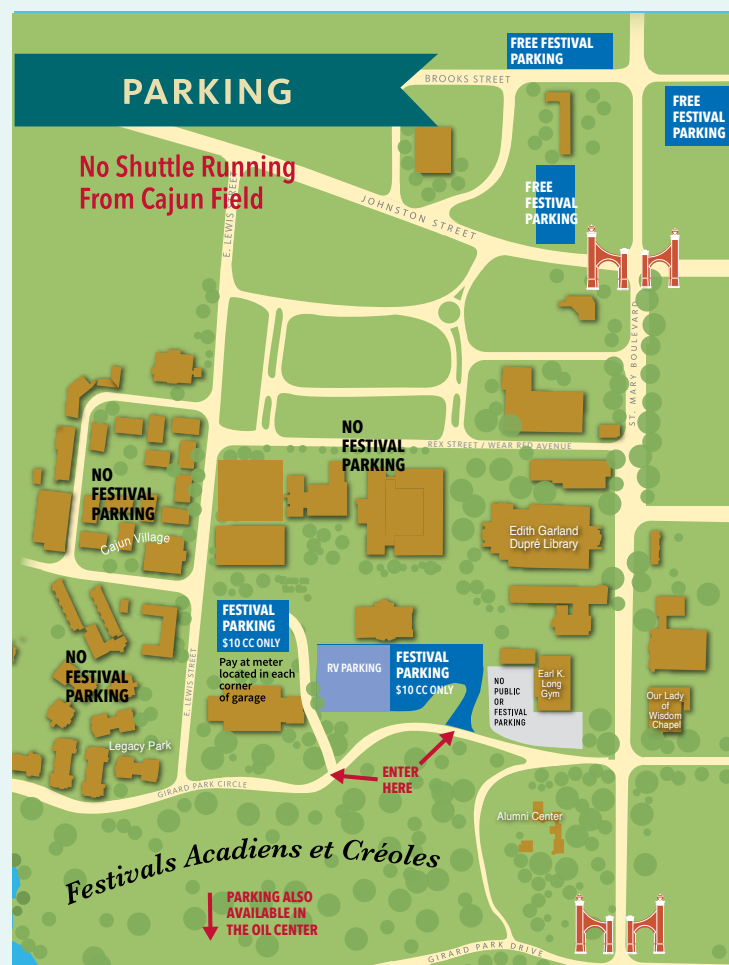 FREE FESTIVAL
PARKING
BROOKS STREET
PARKING
FREE
FESTIVAL
PARKING
No Shuttle Running
From Cajun Field
E. LEWIS STREET
FREE
FESTIVAL
PARKING
JOHNSTON STREET
ST. MARY BOULEVARD
NO
FESTIVAL
PARKING
REX STREET / WEAR RED AVENUE
NO
FESTIVAL
PARKING
Cajun Village
Edith Garland
Dupré Library
FESTIVAL
PARKING
$10 CC ONLY
Pay at meter
located in each
corner
of garage
NO
FESTIVAL
PARKING
E. LEWIS STREET
RV PARKING
FESTIVAL
PARKING
$10 CC ONLY
NO
PUBLIC
OR
FESTIVAL
PARKING
Earl K.
Long
Gym
Our Lady
of
Wisdom
Chapel
Legacy Park
ENTER
HERE
GIRARD PARK CIRCLE
Alumni Center
Festivals Acadiens et Créoles
PARKING ALSO
AVAILABLE IN
THE OIL CENTER
GIRARD PARK DRIVE